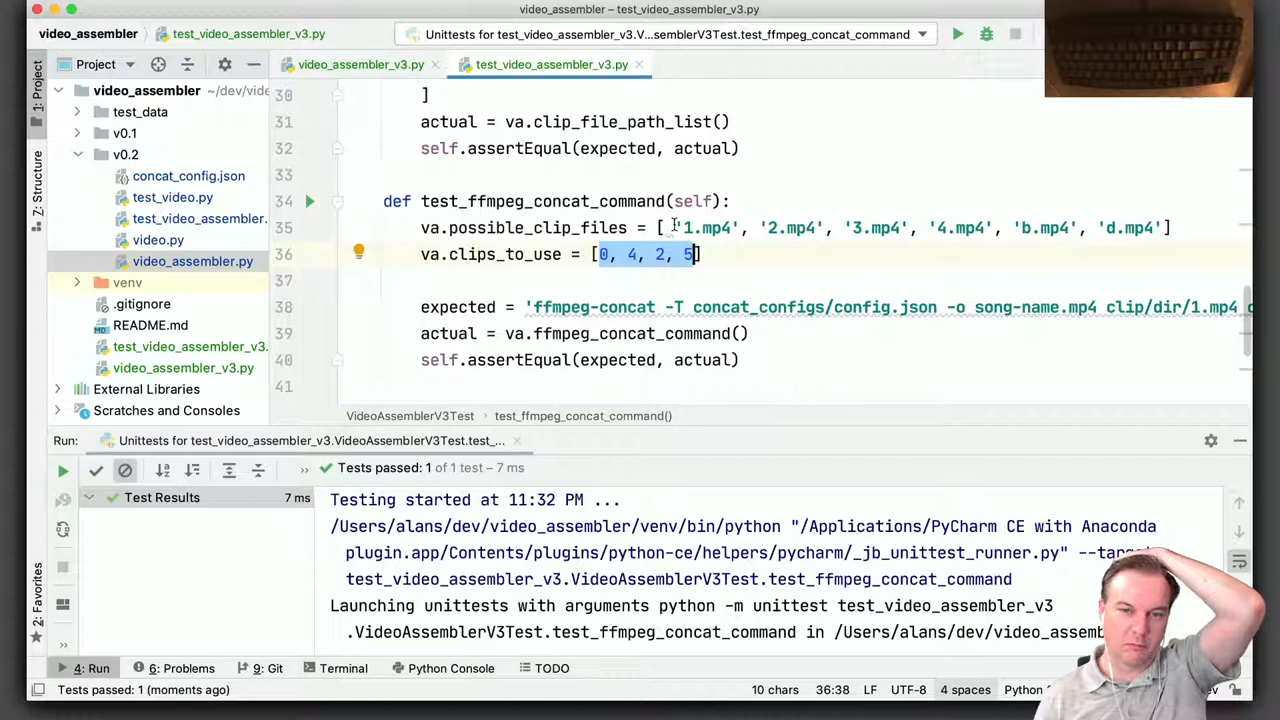 video_assembler – test_video_assembler_v3.py
video_assembler
test_video_assembler_v3.py
Unittests for test_video_assembler_v3.V...semblerV3Test.test_ffmpeg_concat_command
Project
video_assembler_v3.py
test_video_assembler_v3.py
1: Project
Z: Structure
2: Favorites
video_assembler ~/dev/vide
test_data
v0.1
v0.2
concat_config.json
test_video.py
test_video_assembler.
video.py
video_assembler.py
venv
.gitignore
README.md
test_video_assembler_v3.
video_assembler_v3.py
External Libraries
Scratches and Consoles
30 ]
31 actual = va.clip_file_path_list()
32 self.assertEqual(expected, actual)
33
34 def test_ffmpeg_concat_command(self):
35 va.possible_clip_files = [ '1.mp4', '2.mp4', '3.mp4', '4.mp4', 'b.mp4', 'd.mp4']
36 va.clips_to_use = [0, 4, 2, 5]
37
38 expected = 'ffmpeg-concat -T concat_configs/config.json -o song-name.mp4 clip/dir/1.mp4 c
39 actual = va.ffmpeg_concat_command()
40 self.assertEqual(expected, actual)
41
VideoAssemblerV3Test
test_ffmpeg_concat_command()
Run:
Unittests for test_video_assembler_v3.VideoAssemblerV3Test.test_...
Tests passed: 1 of 1 test – 7 ms
Test Results 7 ms
Testing started at 11:32 PM ...
/Users/alans/dev/video_assembler/venv/bin/python "/Applications/PyCharm CE with Anaconda
plugin.app/Contents/plugins/python-ce/helpers/pycharm/_jb_unittest_runner.py" --target
test_video_assembler_v3.VideoAssemblerV3Test.test_ffmpeg_concat_command
Launching unittests with arguments python -m unittest test_video_assembler_v3
.VideoAssemblerV3Test.test_ffmpeg_concat_command in /Users/alans/dev/video_assemb
4: Run
6: Problems
9: Git
Terminal
Python Console
TODO
Tests passed: 1 (moments ago)
10 chars
36:38
LF
UTF-8
4 spaces
Python